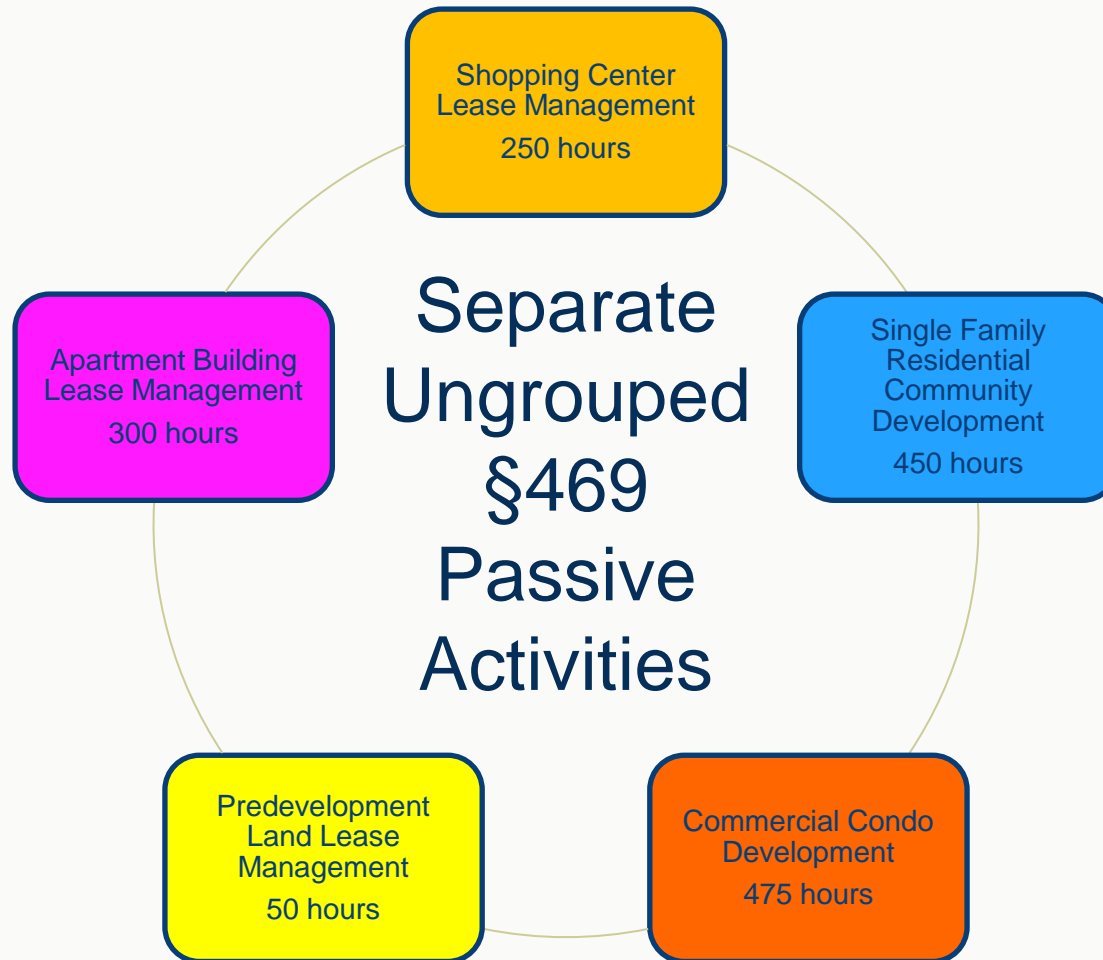 Shopping Center
Lease Management
250 hours
Separate
Ungrouped
§469
Passive
Activities
Apartment Building
Lease Management
300 hours
Single Family
Residential
Community
Development
450 hours
Predevelopment
Land Lease
Management
50 hours
Commercial Condo
Development
475 hours